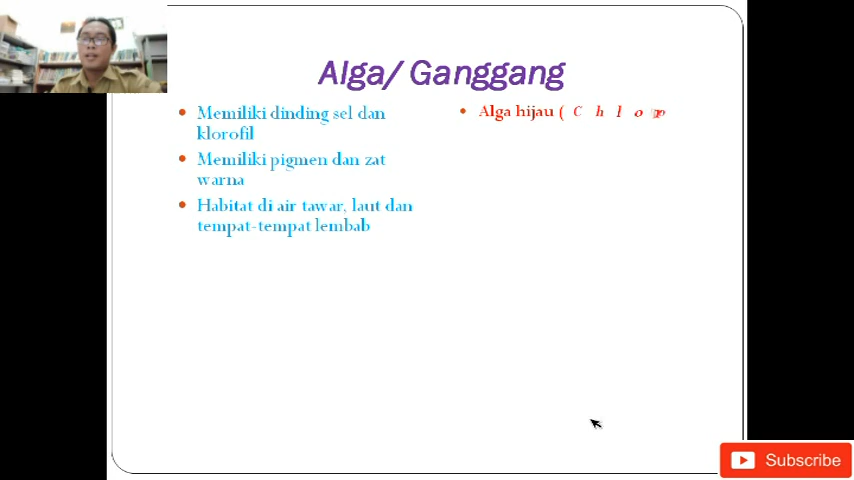 Alga/ Ganggang
Memiliki dinding sel dan
klorofil
Memiliki pigmen dan zat
warna
Habitat di air tawar, laut dan
tempat-tempat lembab
Alga hijau ( C h l o
Subscribe